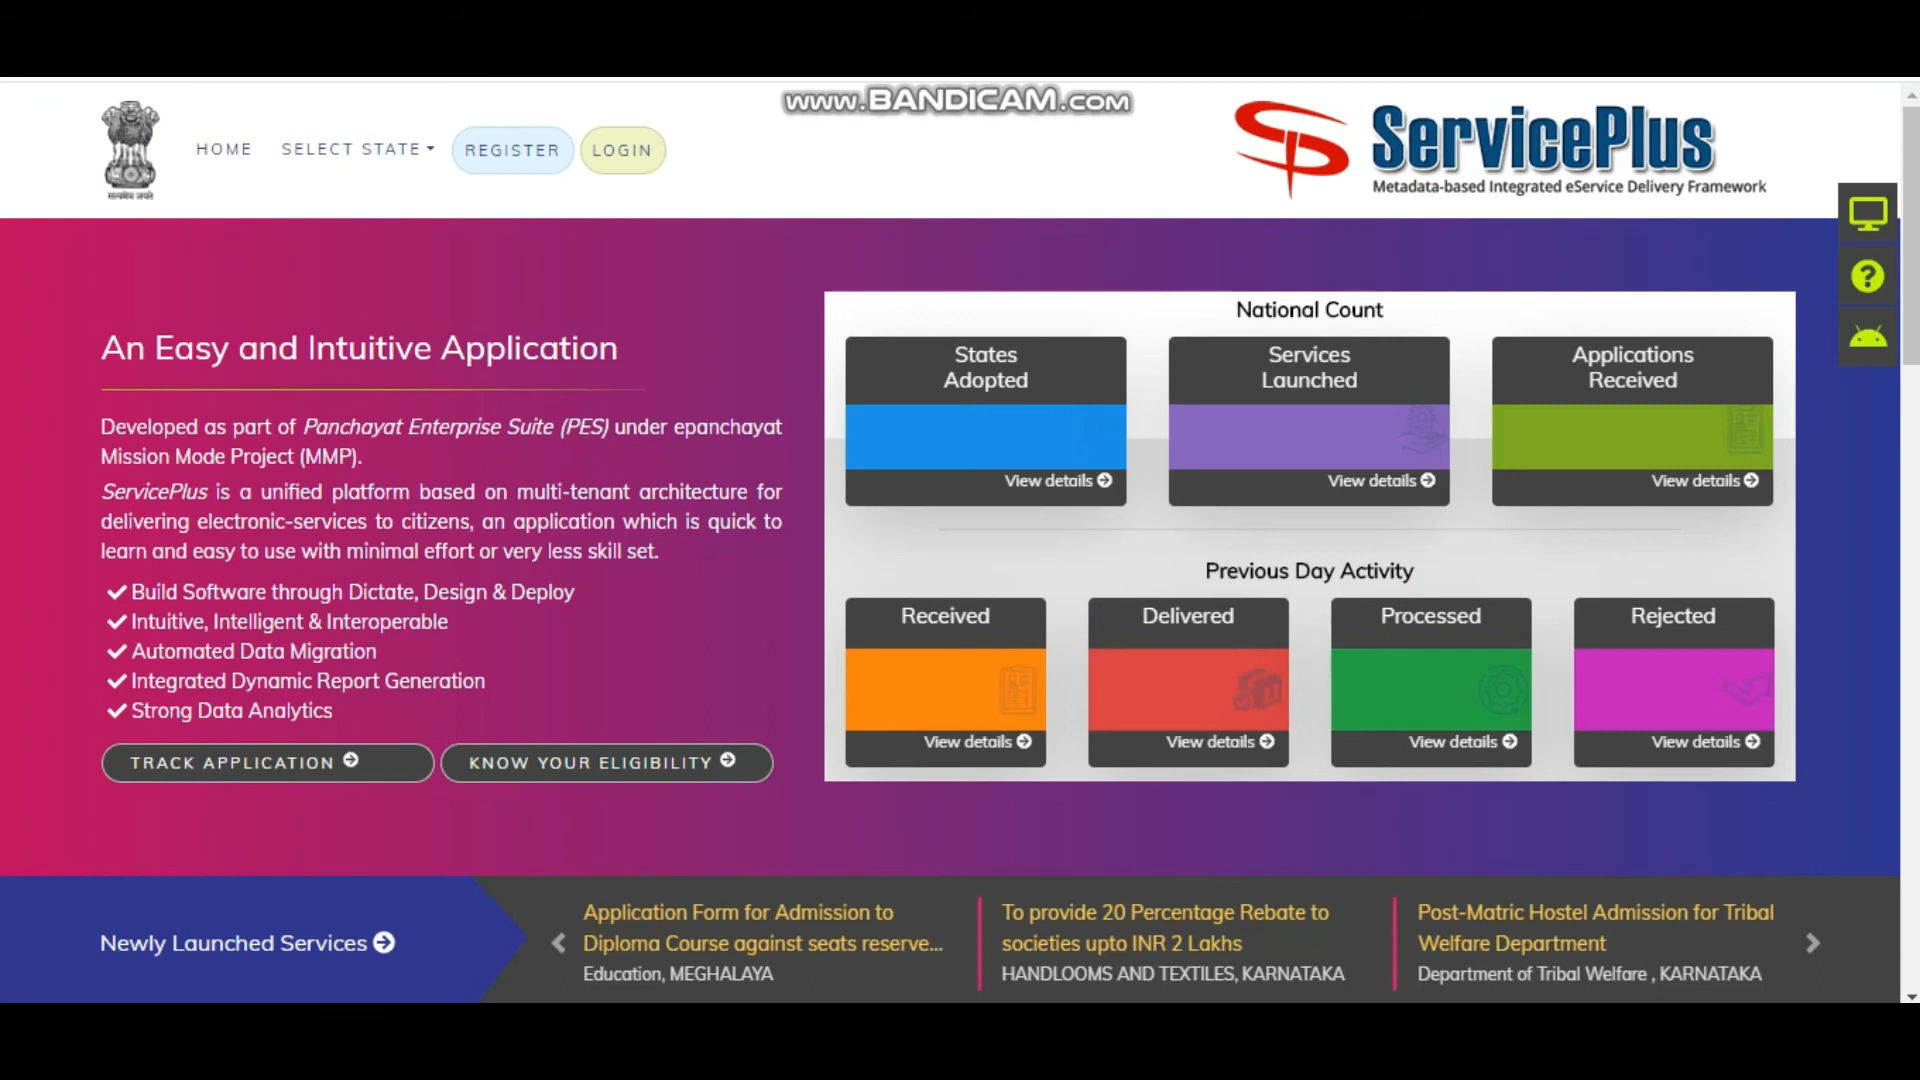 www.BANDICAM.com
सत्यमेव जयते
HOME
SELECT STATE
REGISTER
LOGIN
ServicePlus
Metadata-based Integrated eService Delivery Framework
An Easy and Intuitive Application
Developed as part of Panchayat Enterprise Suite (PES) under epanchayat
Mission Mode Project (MMP).
ServicePlus is a unified platform based on multi-tenant architecture for
delivering electronic-services to citizens, an application which is quick to
learn and easy to use with minimal effort or very less skill set.
Build Software through Dictate, Design & Deploy
Intuitive, Intelligent & Interoperable
Automated Data Migration
Integrated Dynamic Report Generation
Strong Data Analytics
TRACK APPLICATION
KNOW YOUR ELIGIBILITY
National Count
States
Adopted
View details
Services
Launched
View details
Applications
Received
View details
Previous Day Activity
Received
View details
Delivered
View details
Processed
View details
Rejected
View details
Newly Launched Services
Application Form for Admission to
Diploma Course against seats reserve...
Education, MEGHALAYA
To provide 20 Percentage Rebate to
societies upto INR 2 Lakhs
HANDLOOMS AND TEXTILES, KARNATAKA
Post-Matric Hostel Admission for Tribal
Welfare Department
Department of Tribal Welfare , KARNATAKA